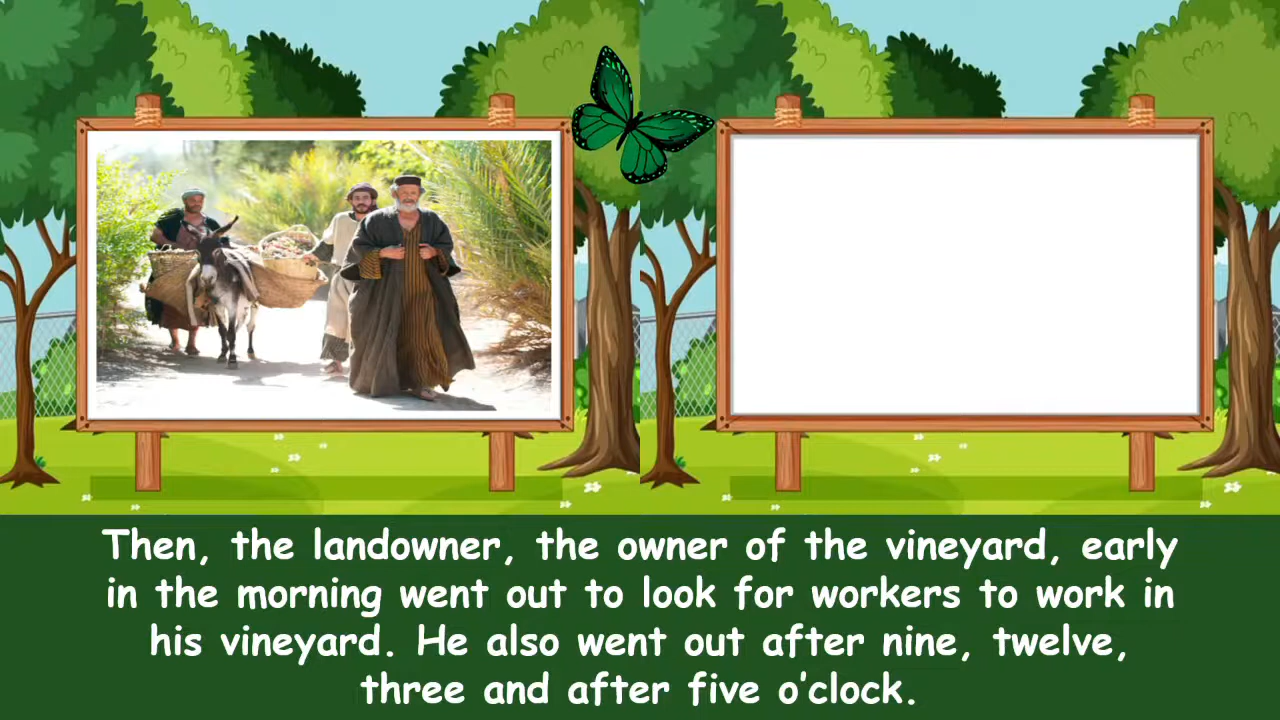 Then, the landowner, the owner of the vineyard, early
in the morning went out to look for workers to work in
his vineyard. He also went out after nine, twelve,
three and after five o'clock.